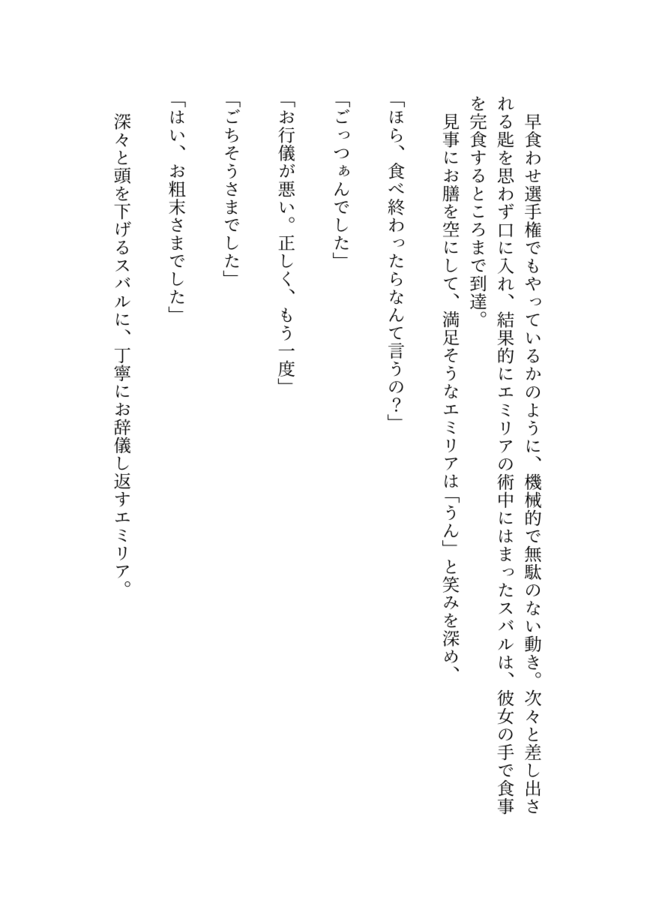 早食わせ選手権でもやっているかのように、機械的で無駄のない動き。次々と差し出さ
れる匙を思わず口に入れ、結果的にエミリアの術中にはまったスバルは、彼女の手で食事
を完食するところまで到達。
　見事にお膳を空にして、満足そうなエミリアは「うん」と笑みを深め、
「ほら、食べ終わったらなんて言うの？」
「ごっつぁんでした」
「お行儀が悪い。正しく、もう一度」
「ごちそうさまでした」
「はい、お粗末さまでした」
　深々と頭を下げるスバルに、丁寧にお辞儀し返すエミリア。